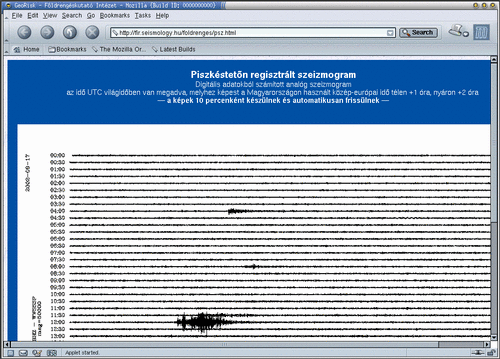 GeoRisk - Földrengéskutató Intézet - Mozilla {Build ID: 0000000000}
File Edit View Search Go Bookmarks Tasks Help
http://fir.seismology.hu/foldrenges/psz.html
Search
Home Bookmarks The Mozilla Or... Latest Builds
Piszkéstetőn regisztrált szeizmogram
Digitális adatokból számított analóg szeizmogram
az idő UTC világidőben van megadva, melyhez képest a Magyarországon használt közép-európai idő télen +1 óra, nyáron +2 óra
— a képek 10 percenként készülnek és automatikusan frissülnek —
00:00
00:30
01:00
01:30
02:00
02:30
03:00
03:30
04:00
04:30
05:00
05:30
06:00
06:30
07:00
07:30
08:00
08:30
09:00
09:30
10:00
10:30
11:00
11:30
12:00
12:30
13:00
mag=50000
Applet started.